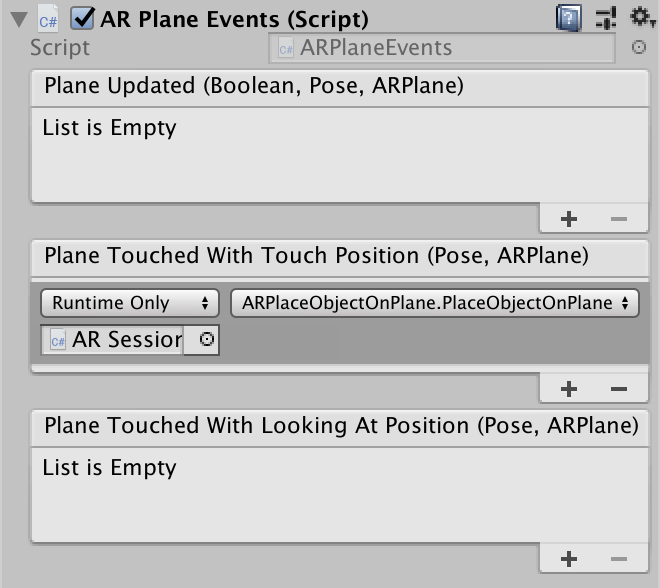 C# AR Plane Events (Script)
Script C# ARPlaneEvents
Plane Updated (Boolean, Pose, ARPlane)
List is Empty
+ −
Plane Touched With Touch Position (Pose, ARPlane)
Runtime Only ARPlaceObjectOnPlane.PlaceObjectOnPlane
C# AR Session
+ −
Plane Touched With Looking At Position (Pose, ARPlane)
List is Empty
+ −